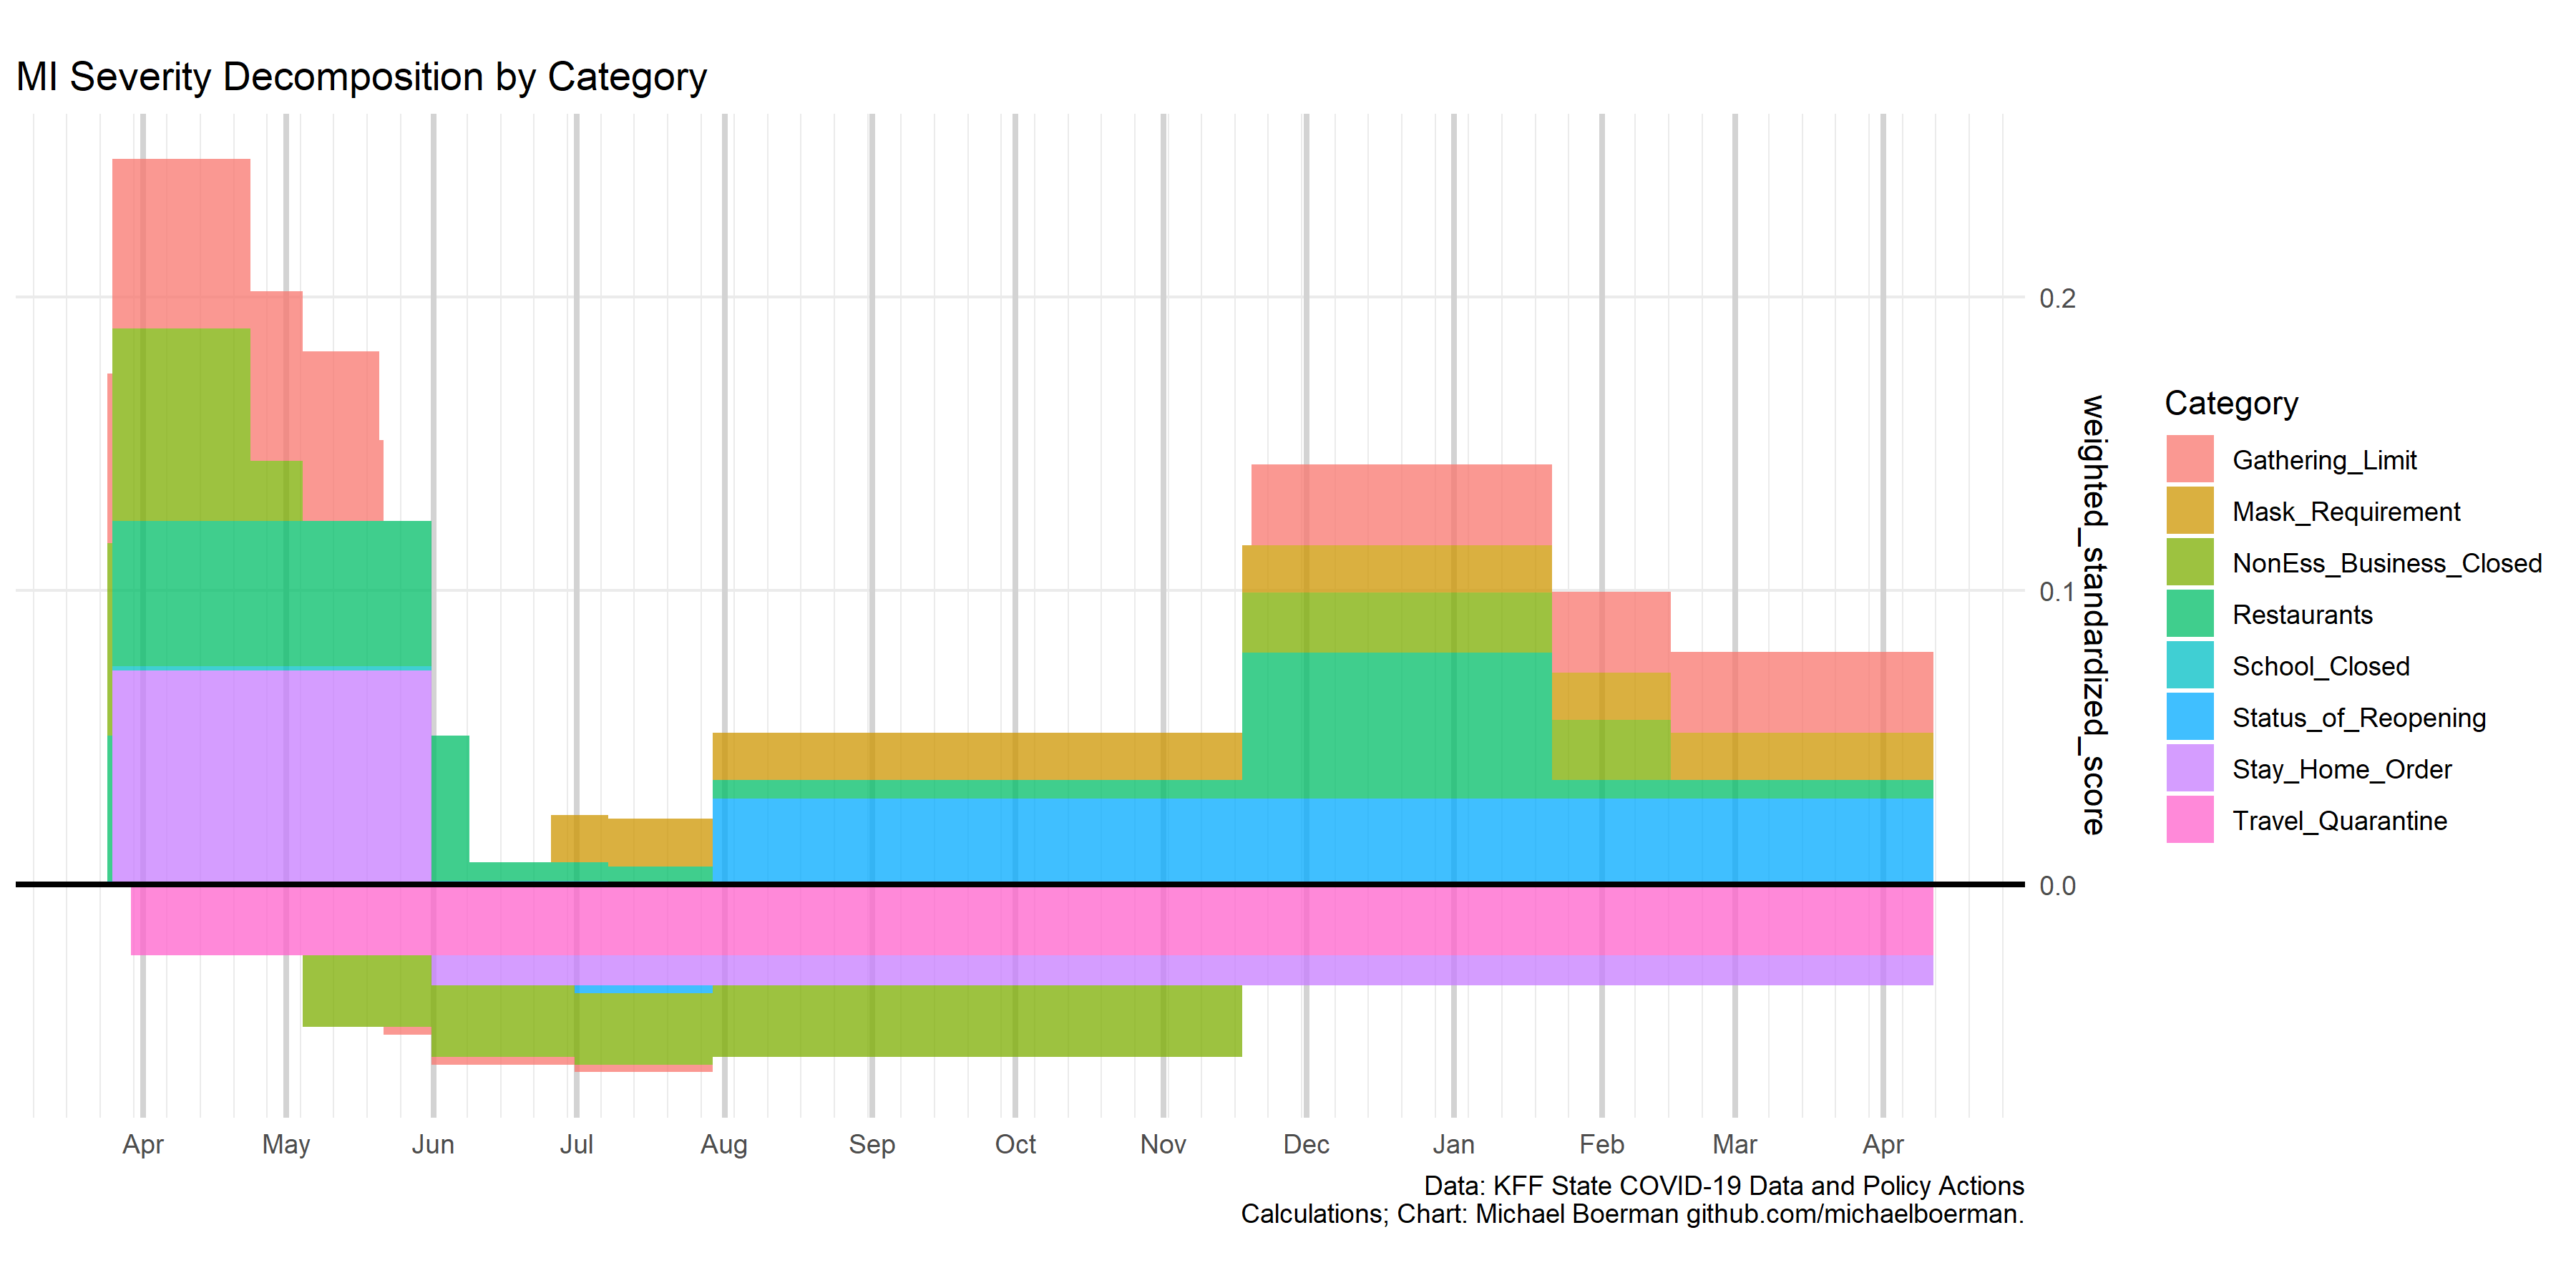 MI Severity Decomposition by Category
0.2
0.1
0.0
weighted_standardized_score
Category
Gathering_Limit
Mask_Requirement
NonEss_Business_Closed
Restaurants
School_Closed
Status_of_Reopening
Stay_Home_Order
Travel_Quarantine
Apr May Jun Jul Aug Sep Oct Nov Dec Jan Feb Mar Apr
Data: KFF State COVID-19 Data and Policy Actions
Calculations; Chart: Michael Boerman github.com/michaelboerman.